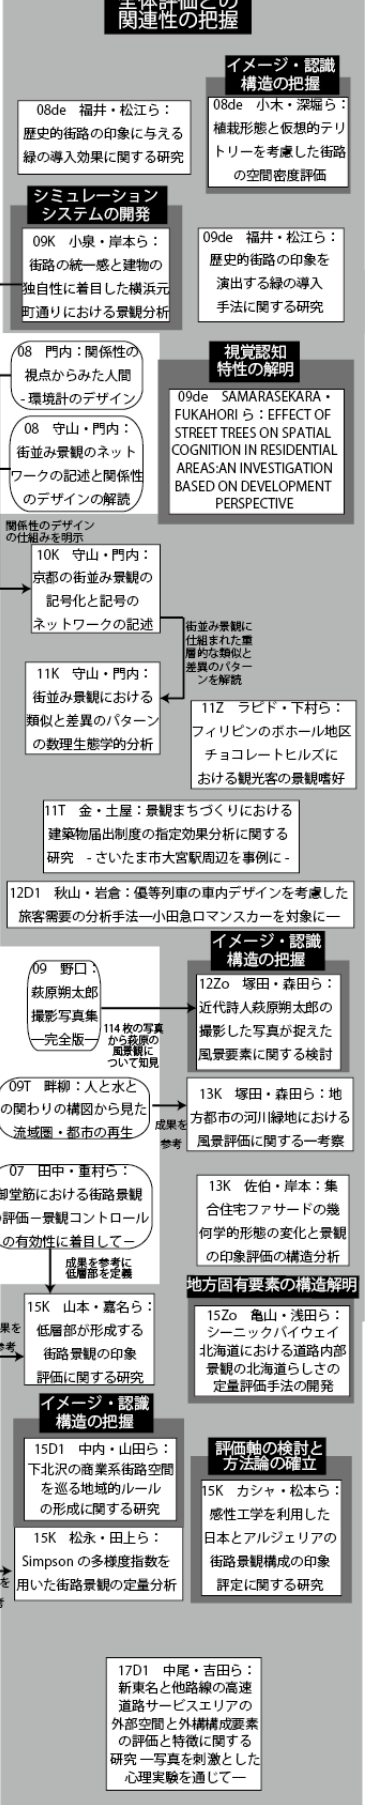 全体評価との
関連性の把握
イメージ・認識
構造の把握
08de 小木・深堀ら：
植栽形態と仮想的テリ
トリーを考慮した街路
の空間密度評価
08de 福井・松江ら：
歴史的街路の印象に与える
緑の導入効果に関する研究
シミュレーション
システムの開発
09K 小泉・岸本ら：
街路の統一感と建物の
独自性に着目した横浜元
町通りにおける景観分析
09de 福井・松江ら：
歴史的街路の印象を
演出する緑の導入
手法に関する研究
08 門内：関係性の
視点からみた人間
- 環境計のデザイン
視覚認知
特性の解明
09de SAMARASEKARA・
FUKAHORI ら：EFFECT OF
STREET TREES ON SPATIAL
COGNITION IN RESIDENTIAL
AREAS:AN INVESTIGATION
BASED ON DEVELOPMENT
PERSPECTIVE
08 守山・門内：
街並み景観のネット
ワークの記述と関係性
のデザインの解読
関係性のデザイン
の仕組みを明示
10K 守山・門内：
京都の街並み景観の
記号化と記号の
ネットワークの記述
街並み景観に
仕組まれた重
層的な類似と
差異のパター
ンを解読
11K 守山・門内：
街並み景観における
類似と差異のパターン
の数理生態学的分析
11Z ラピド・下村ら：
フィリピンのボホール地区
チョコレートヒルズに
おける観光客の景観嗜好
11T 金・土屋：景観まちづくりにおける
建築物届出制度の指定効果分析に関する
研究 - さいたま市大宮駅周辺を事例に -
12D1 秋山・岩倉：優等列車の車内デザインを考慮した
旅客需要の分析手法―小田急ロマンスカーを対象に―
イメージ・認識
構造の把握
09 野口：
萩原朔太郎
撮影写真集
―完全版―
114 枚の写真
から萩原の
風景観に
ついて知見
12Zo 塚田・森田ら：
近代詩人萩原朔太郎の
撮影した写真が捉えた
風景要素に関する検討
09T 畔柳：人と水と
の関わりの構図から見た
流域圏・都市の再生
成果を
参考
13K 塚田・森田ら：地
方都市の河川緑地における
風景評価に関する一考察
07 田中・重村ら：
御堂筋における街路景観
の評価－景観コントロール
の有効性に着目して－
13K 佐伯・岸本：集
合住宅ファサードの幾
何学的形態の変化と景観
の印象評価の構造分析
成果を参考に
低層部を定義
地方固有要素の構造解明
15K 山本・嘉名ら：
低層部が形成する
街路景観の印象
評価に関する研究
果を
参考
15Zo 亀山・浅田ら：
シーニックバイウェイ
北海道における道路内部
景観の北海道らしさの
定量評価手法の開発
イメージ・認識
構造の把握
15D1 中内・山田ら：
下北沢の商業系街路空間
を巡る地域的ルール
の形成に関する研究
評価軸の検討と
方法論の確立
15K カシャ・松本ら：
感性工学を利用した
日本とアルジェリアの
街路景観構成の印象
評定に関する研究
15K 松永・田上ら：
Simpson の多様度指数を
用いた街路景観の定量分析
を
17D1 中尾・吉田ら：
新東名と他路線の高速
道路サービスエリアの
外部空間と外構構成要素
の評価と特徴に関する
研究 ―写真を刺激とした
心理実験を通じて―